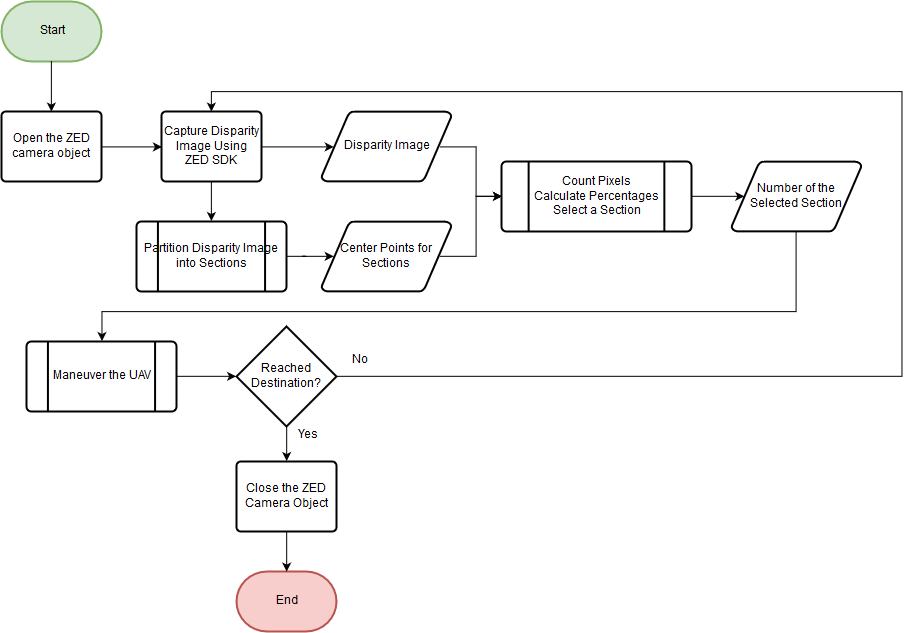 Start
Open the ZED
camera object
Capture Disparity
Image Using
ZED SDK
Disparity Image
Partition Disparity Image
into Sections
Center Points for
Sections
Count Pixels
Calculate Percentages
Select a Section
Number of the
Selected Section
Maneuver the UAV
Reached
Destination?
No
Yes
Close the ZED
Camera Object
End